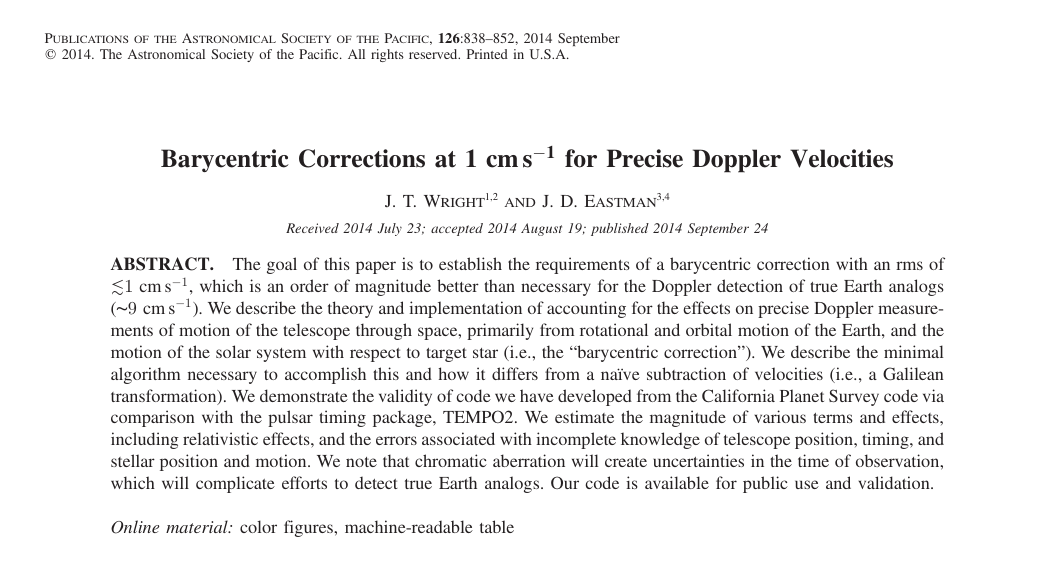 PUBLICATIONS OF THE ASTRONOMICAL SOCIETY OF THE PACIFIC, 126:838–852, 2014 September
© 2014. The Astronomical Society of the Pacific. All rights reserved. Printed in U.S.A.
Barycentric Corrections at 1 cm s⁻¹ for Precise Doppler Velocities
J. T. WRIGHT¹,² AND J. D. EASTMAN³,⁴
Received 2014 July 23; accepted 2014 August 19; published 2014 September 24
ABSTRACT. The goal of this paper is to establish the requirements of a barycentric correction with an rms of
≲1 cm s⁻¹, which is an order of magnitude better than necessary for the Doppler detection of true Earth analogs
(∼9 cm s⁻¹). We describe the theory and implementation of accounting for the effects on precise Doppler measure-
ments of motion of the telescope through space, primarily from rotational and orbital motion of the Earth, and the
motion of the solar system with respect to target star (i.e., the “barycentric correction”). We describe the minimal
algorithm necessary to accomplish this and how it differs from a naïve subtraction of velocities (i.e., a Galilean
transformation). We demonstrate the validity of code we have developed from the California Planet Survey code via
comparison with the pulsar timing package, TEMPO2. We estimate the magnitude of various terms and effects,
including relativistic effects, and the errors associated with incomplete knowledge of telescope position, timing, and
stellar position and motion. We note that chromatic aberration will create uncertainties in the time of observation,
which will complicate efforts to detect true Earth analogs. Our code is available for public use and validation.
Online material: color figures, machine-readable table